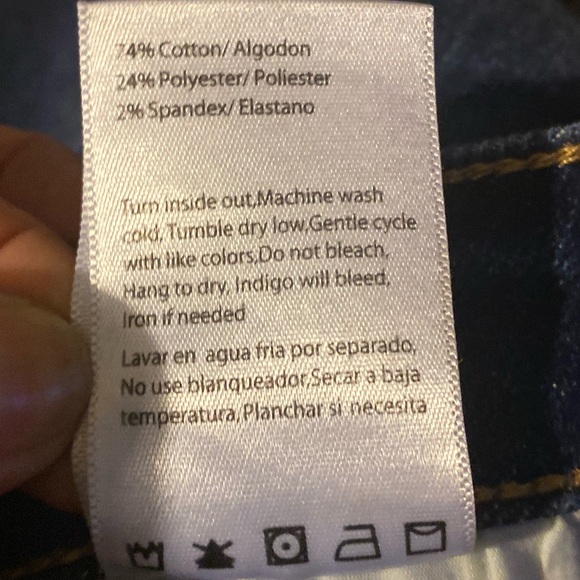 74% Cotton/ Algodon
24% Polyester/ Poliester
2% Spandex/ Elastano
Turn inside out,Machine wash
cold, Tumble dry low,Gentle cycle
with like colors,Do not bleach,
Hang to dry, Indigo will bleed,
Iron if needed
Lavar en agua fria por separado,
No use blanqueador,Secar a baja
temperatura,Planchar si necesita